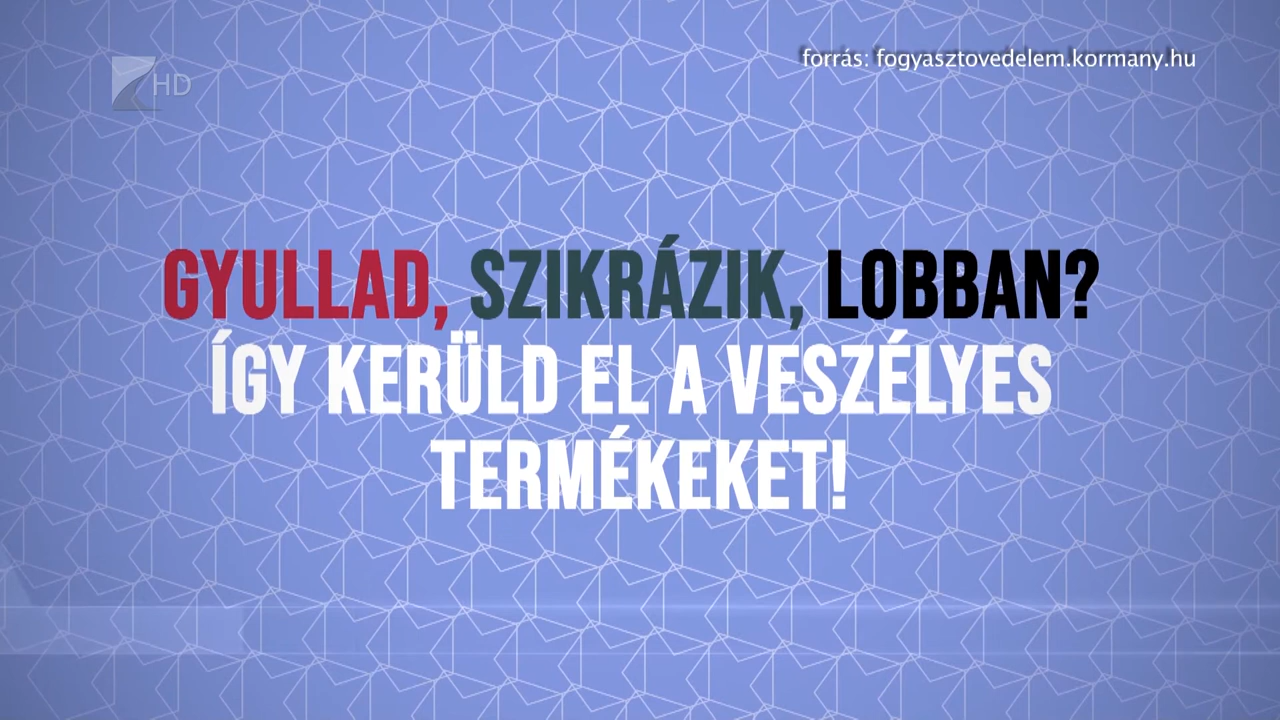 HD
forrás: fogyasztovedelem.kormany.hu
GYULLAD, SZIKRÁZIK, LOBBAN?
ÍGY KERÜLD EL A VESZÉLYES
TERMÉKEKET!